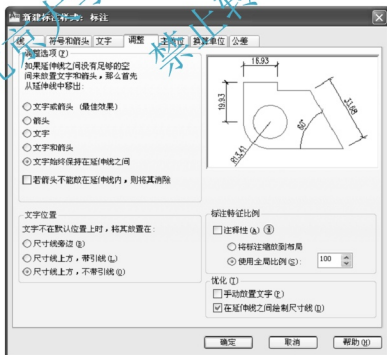 新建标注样式: 标注
线 符号和箭头 文字 调整 主单位 换算单位 公差
调整选项(F)
如果延伸线之间没有足够的空
间来放置文字和箭头，那么首先
从延伸线中移出:
文字或箭头 (最佳效果)
箭头
文字
文字和箭头
文字始终保持在延伸线之间
若箭头不能放在延伸线内，则将其消除
18,93
19,93
33,88
60°
R13,41
文字位置
文字不在默认位置上时，将其放置在:
尺寸线旁边(B)
尺寸线上方，带引线(L)
尺寸线上方，不带引线(O)
标注特征比例
注释性(A)
将标注缩放到布局
使用全局比例(S): 100
优化(T)
手动放置文字(P)
在延伸线之间绘制尺寸线(D)
确定 取消 帮助(H)